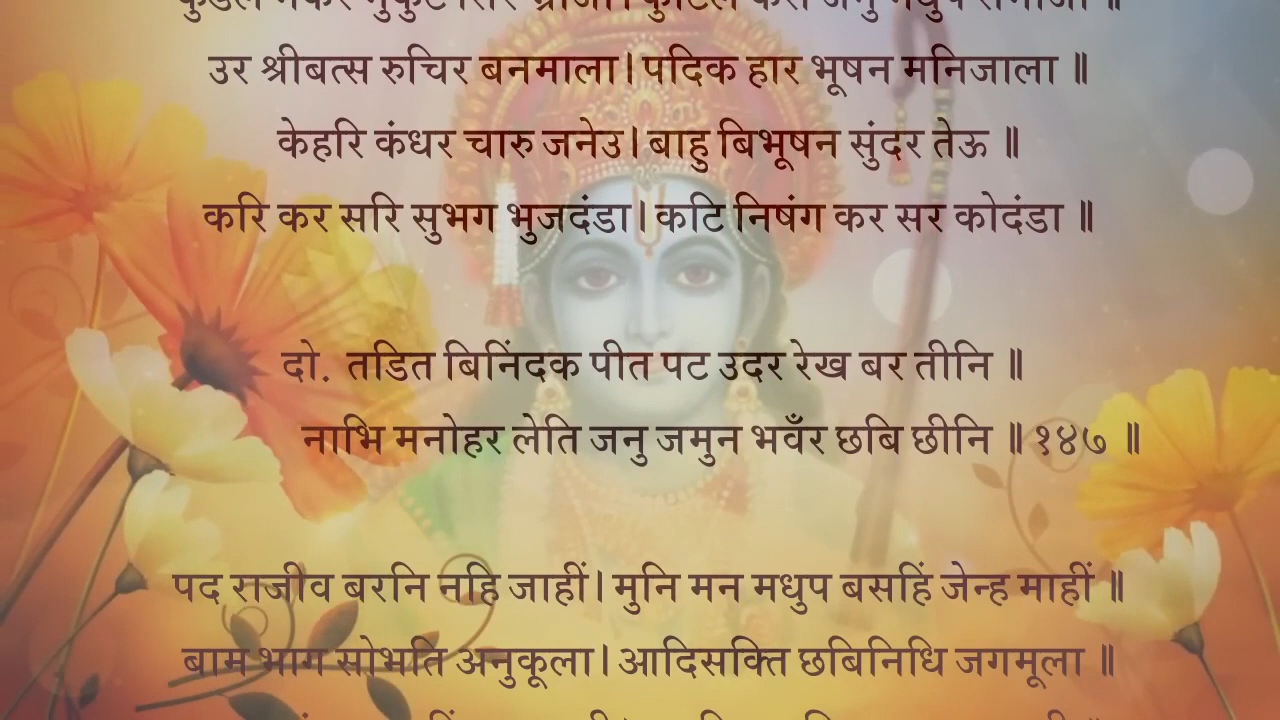 उर श्रीबत्स रुचिर बनमाला। पदिक हार भूषन मनिजाला ॥
केहरि कंधर चारु जनेउ। बाहु बिभूषन सुंदर तेऊ ॥
करि कर सरि सुभग भुजदंडा। कटि निषंग कर सर कोदंडा ॥
दो. तडित बिनिंदक पीत पट उदर रेख बर तीनि ॥
नाभि मनोहर लेति जनु जमुन भवँर छबि छीनि ॥ १४७ ॥
पद राजीव बरनि नहि जाहीं। मुनि मन मधुप बसहिं जेन्ह माहीं ॥
बाम भाग सोभति अनुकूला। आदिसक्ति छबिनिधि जगमूला ॥